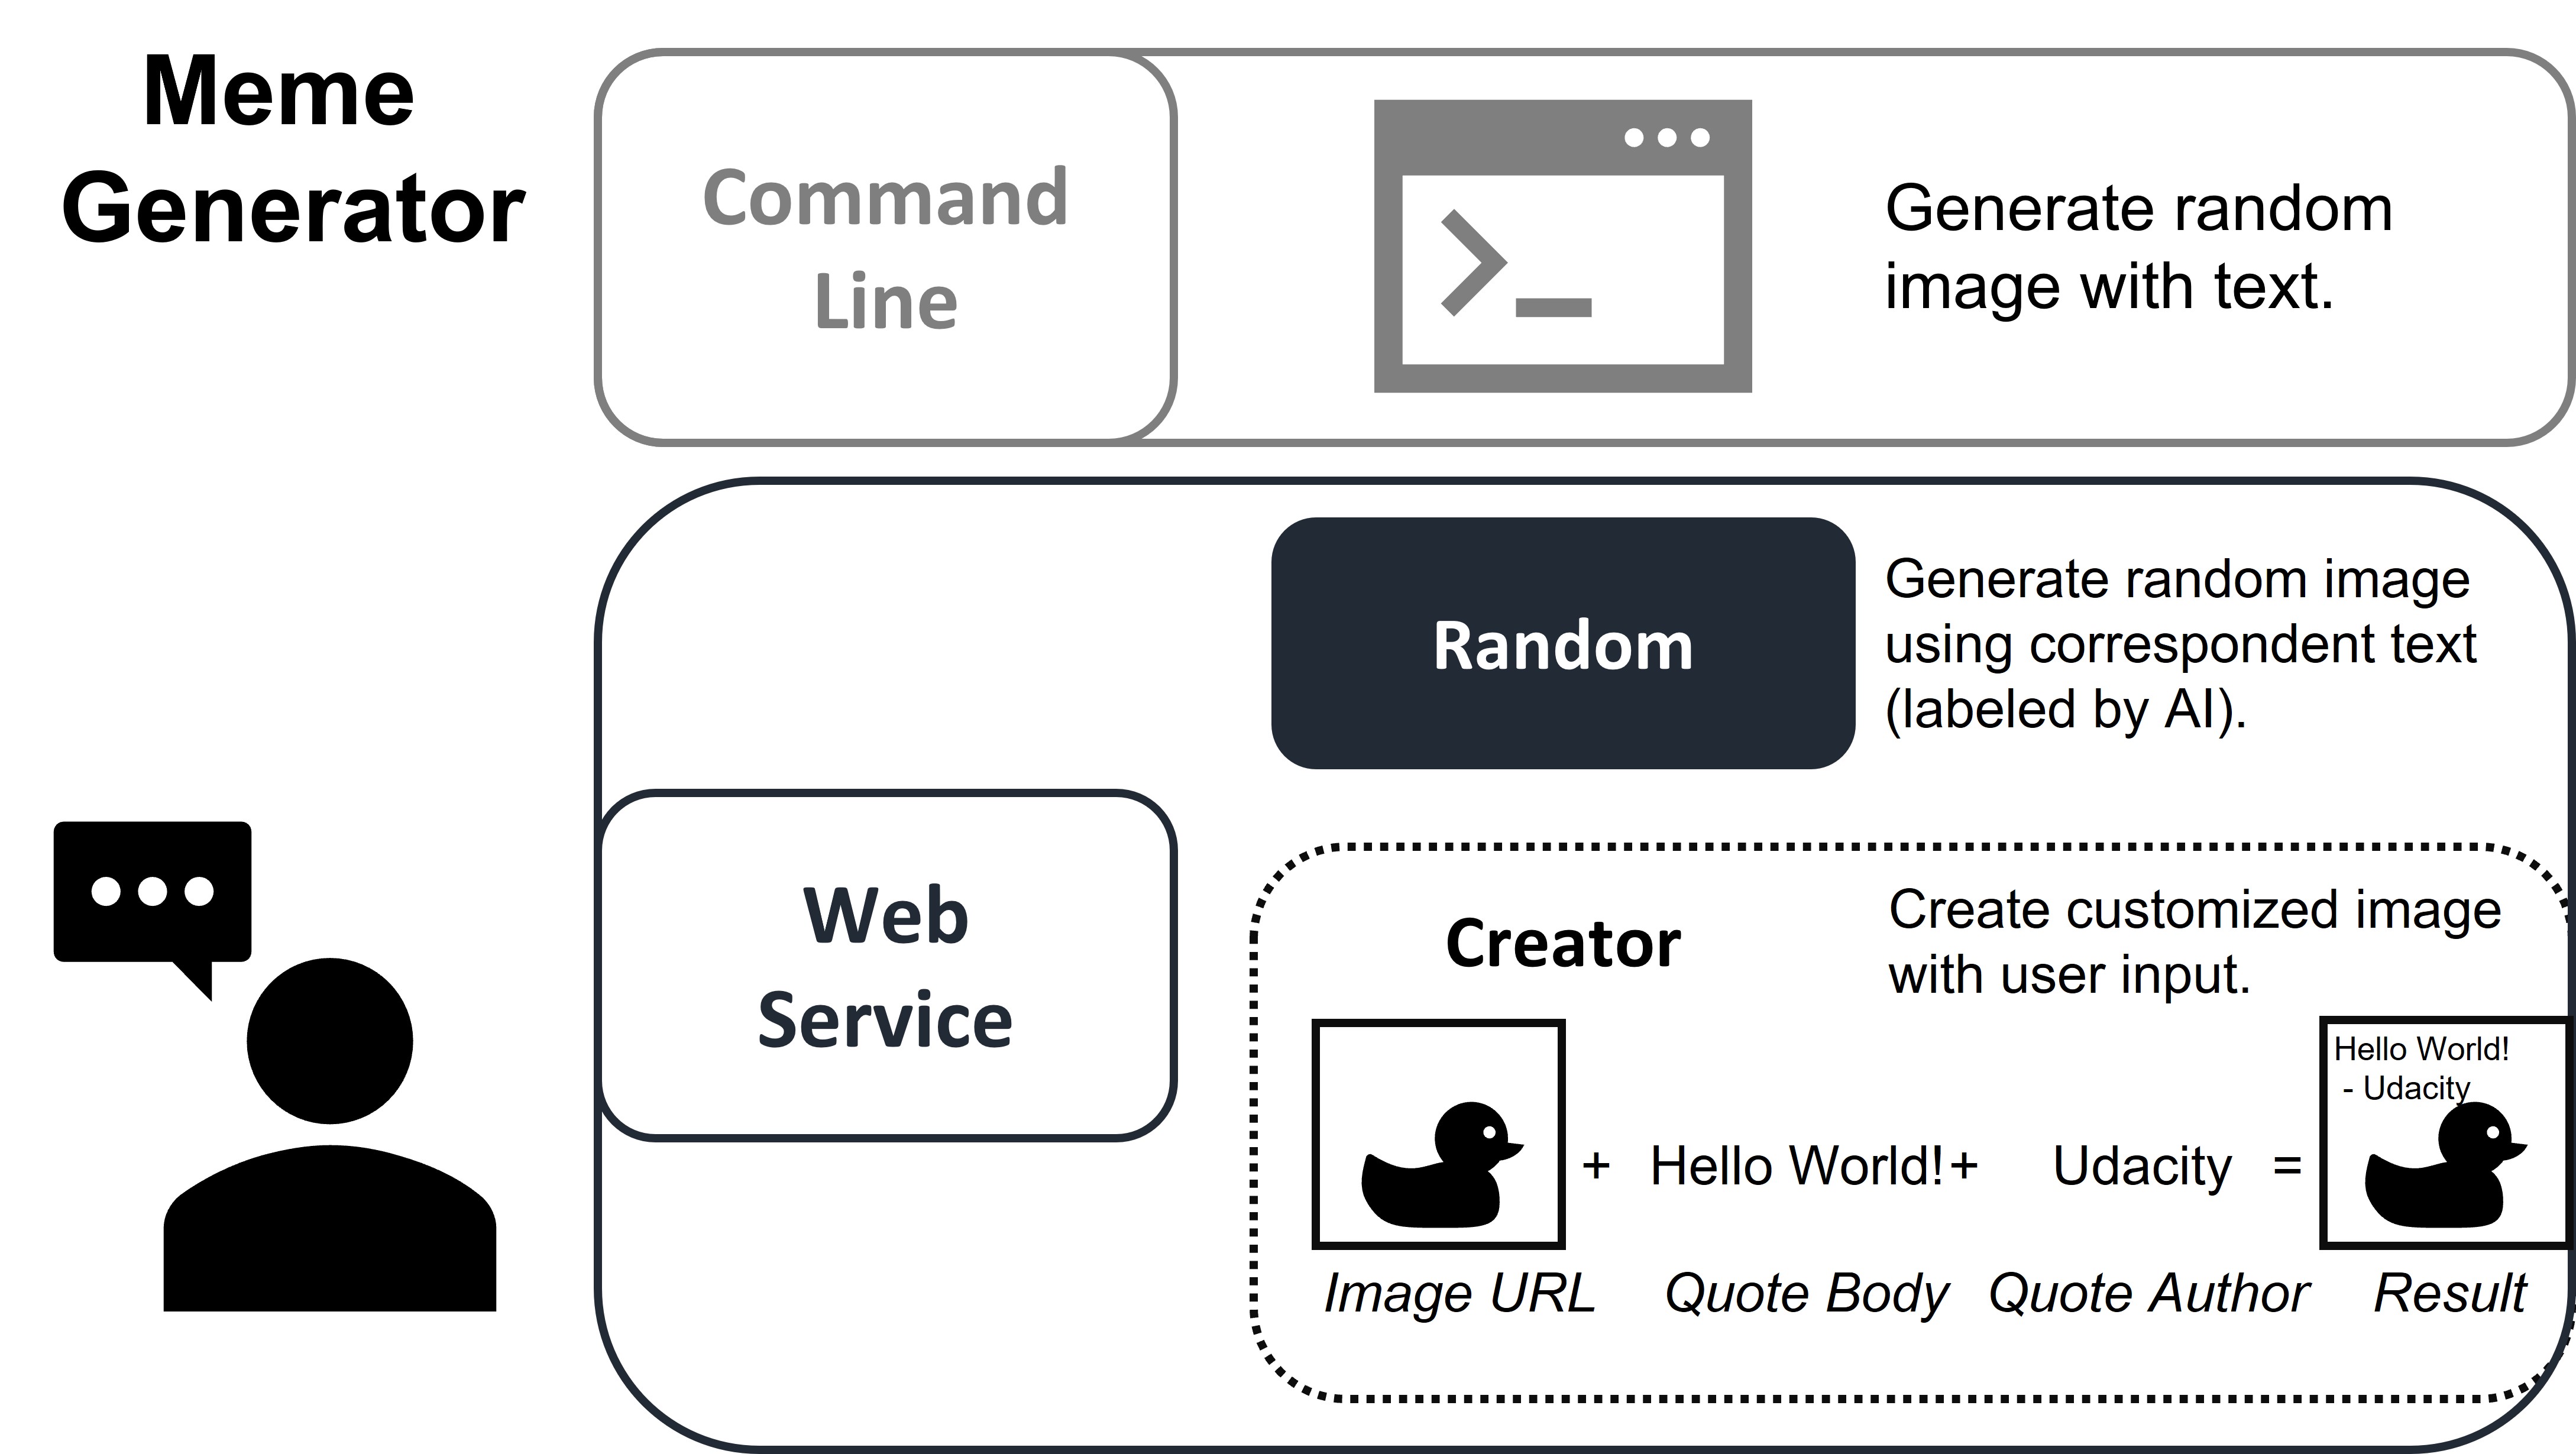 Meme
Generator
Command
Line
Generate random
image with text.
Random
Generate random image
using correspondent text
(labeled by AI).
Web
Service
Creator
Create customized image
with user input.
Hello World!
- Udacity
+ Hello World!+ Udacity =
Image URL Quote Body Quote Author Result